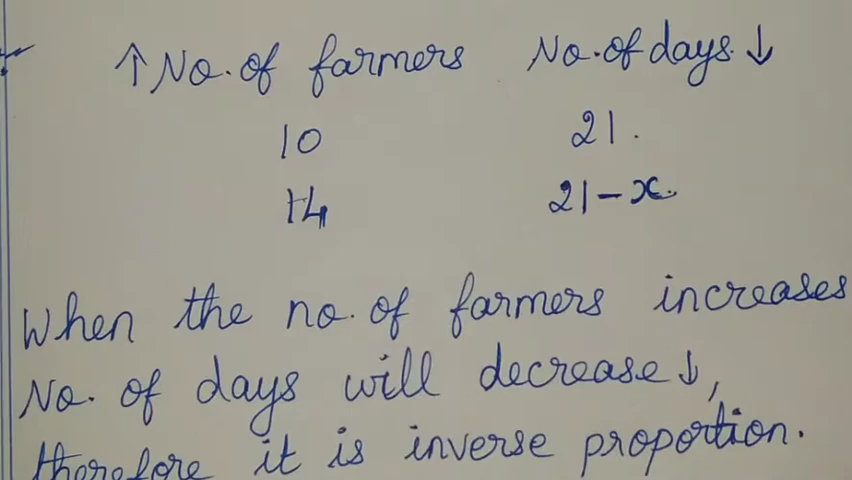 ↑ No. of farmers No. of days ↓
10 21.
14 21-x.
When the no. of farmers increases
No. of days will decrease↓,
therefore it is inverse proportion.